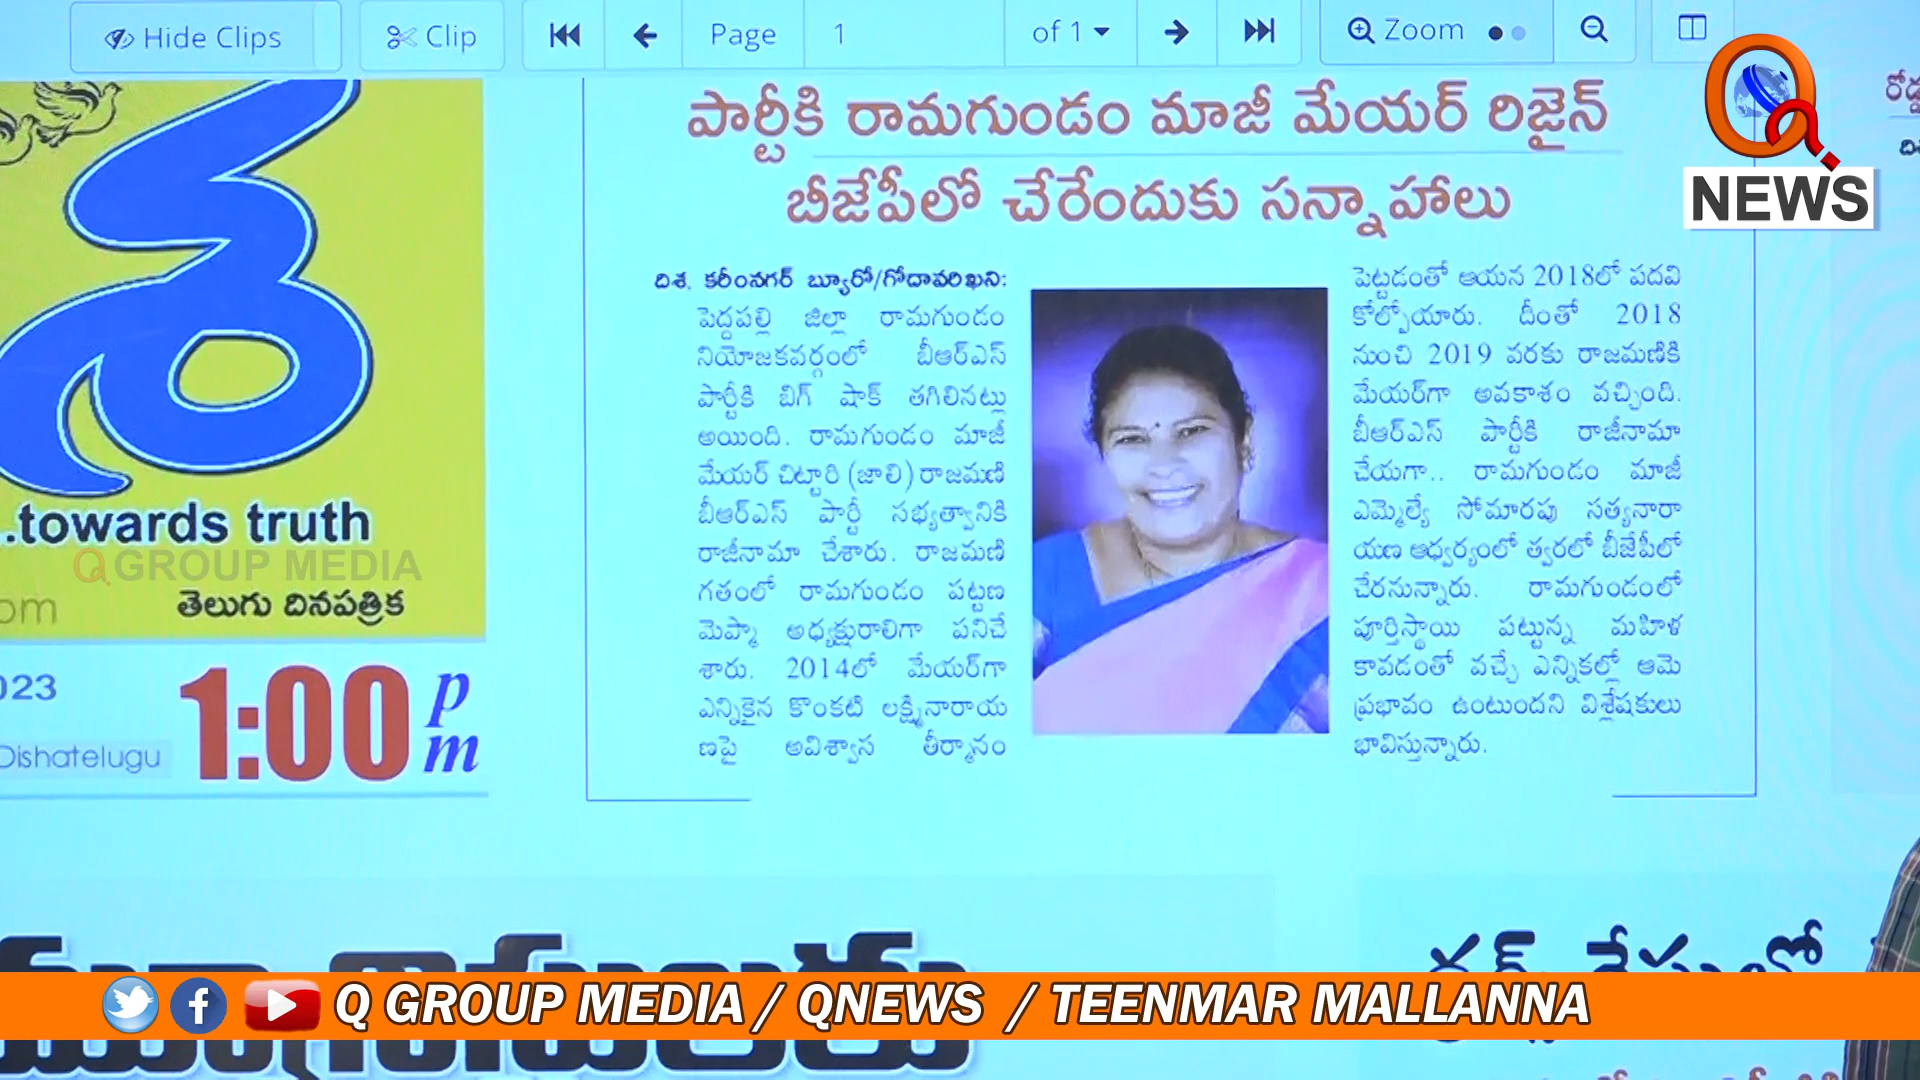 Hide Clips
Clip
Page
1
of 1
Zoom
NEWS
..towards truth
Q GROUP MEDIA
om
తెలుగు దినపత్రిక
023
Dishatelugu
1:00 pm
పార్టీకి రామగుండం మాజీ మేయర్ రిజైన్
బీజేపీలో చేరేందుకు సన్నాహాలు
దిశ, కరీంనగర్ బ్యూరో/గోదావరిఖని:
పెద్దపల్లి జిల్లా రామగుండం
నియోజకవర్గంలో బీఆర్ఎస్
పార్టీకి బిగ్ షాక్ తగిలినట్లు
అయింది. రామగుండం మాజీ
మేయర్ చిట్టూరి (జాలి) రాజమణి
బీఆర్ఎస్ పార్టీ సభ్యత్వానికి
రాజీనామా చేశారు. రాజమణి
గతంలో రామగుండం పట్టణ
మెప్మా అధ్యక్షురాలిగా పనిచే
శారు. 2014లో మేయర్‌గా
ఎన్నికైన కొంకటి లక్ష్మీనారాయ
ణపై అవిశ్వాస తీర్మానం
పెట్టడంతో ఆయన 2018లో పదవి
కోల్పోయారు. దీంతో 2018
నుంచి 2019 వరకు రాజమణికి
మేయర్‌గా అవకాశం వచ్చింది.
బీఆర్ఎస్ పార్టీకి రాజీనామా
చేయగా.. రామగుండం మాజీ
ఎమ్మెల్యే సోమారపు సత్యనారా
యణ ఆధ్వర్యంలో త్వరలో బీజేపీలో
చేరనున్నారు. రామగుండంలో
పూర్తిస్థాయి పట్టున్న మహిళ
కావడంతో వచ్చే ఎన్నికల్లో ఆమె
ప్రభావం ఉంటుందని విశ్లేషకులు
భావిస్తున్నారు.
Q GROUP MEDIA / QNEWS / TEENMAR MALLANNA